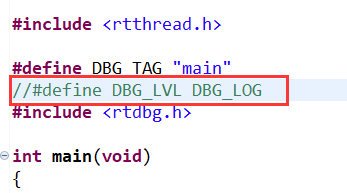 #include <rtthread.h>
#define DBG_TAG "main"
//#define DBG_LVL DBG_LOG
#include <rtdbg.h>
int main(void)
{